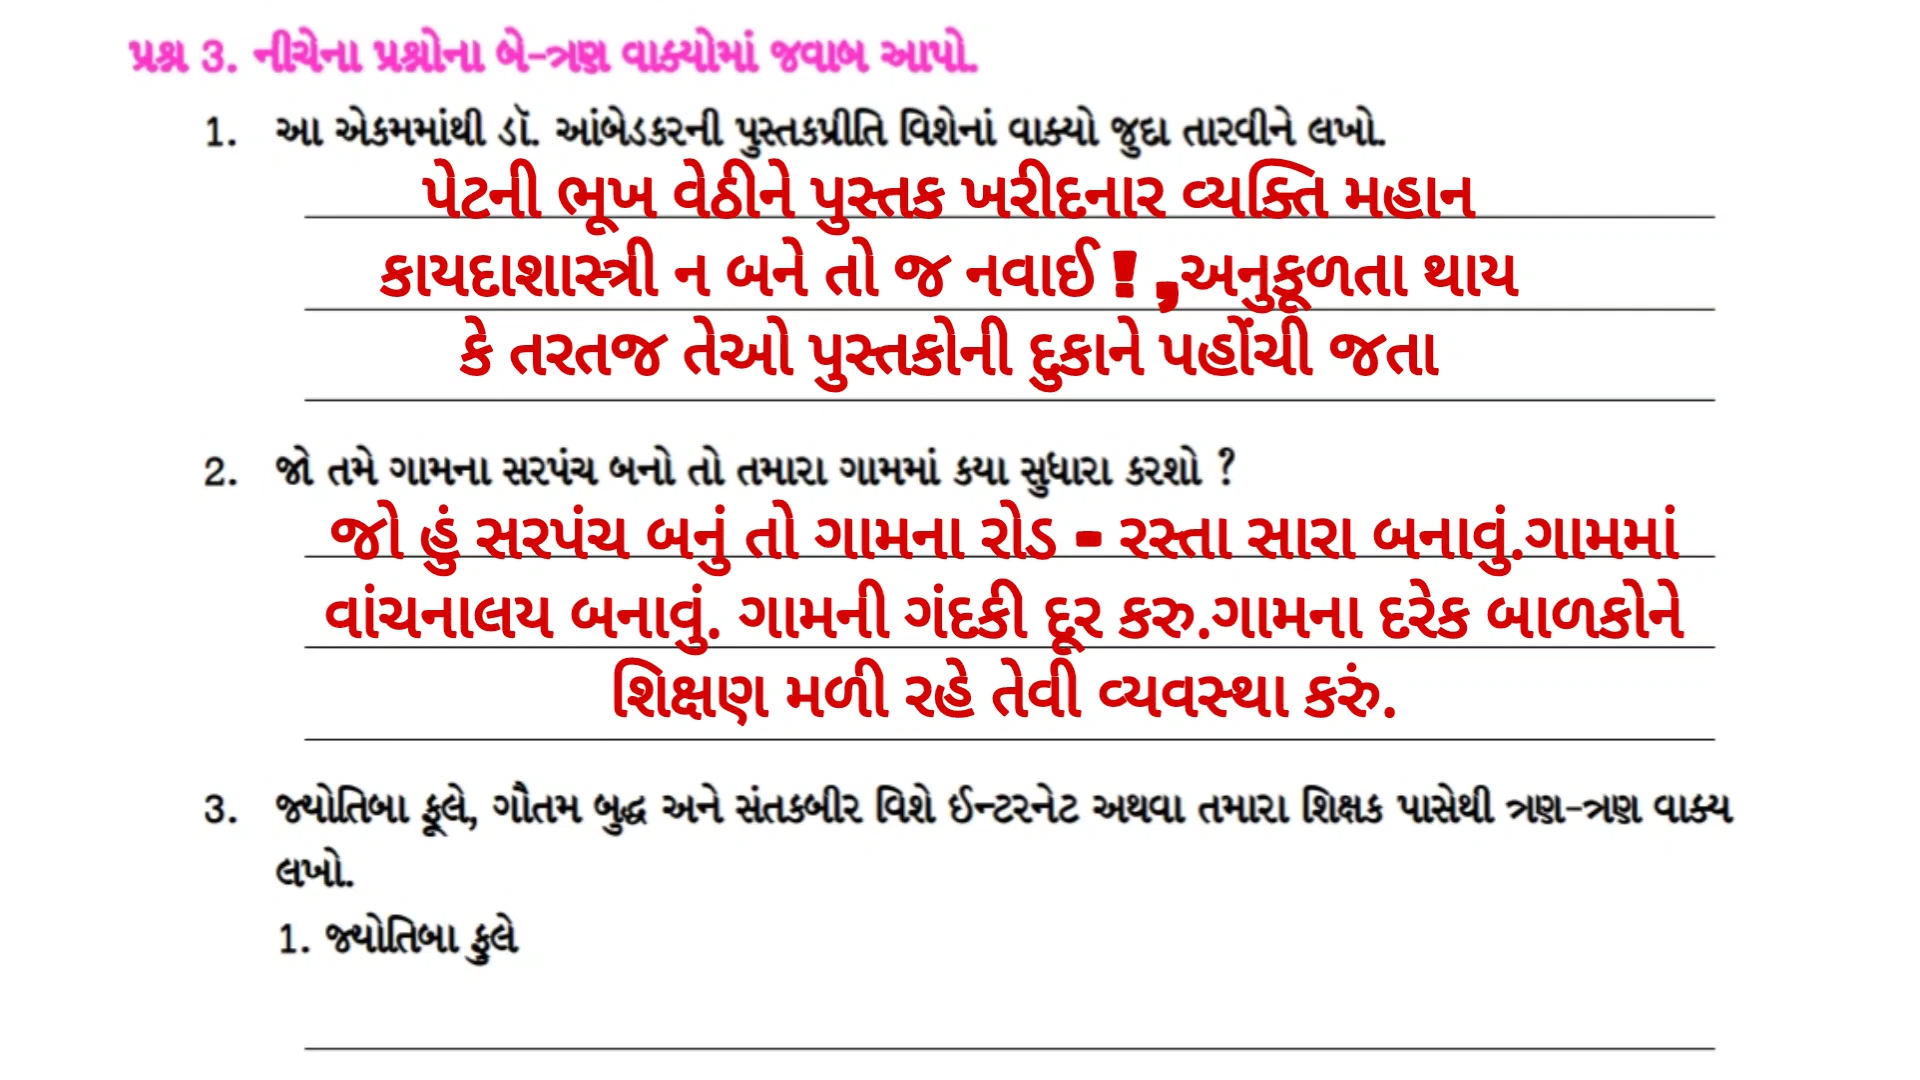 પ્રશ્ન 3. નીચેના પ્રશ્નોના બે-ત્રણ વાક્યોમાં જવાબ આપો.
1. આ એકમમાંથી ડૉ. આંબેડકરની પુસ્તકપ્રીતિ વિશેનાં વાક્યો જુદા તારવીને લખો.
પેટની ભૂખ વેઠીને પુસ્તક ખરીદનાર વ્યક્તિ મહાન
કાયદાશાસ્ત્રી ન બને તો જ નવાઈ ! ,અનુકૂળતા થાય
કે તરતજ તેઓ પુસ્તકોની દુકાને પહોંચી જતા
2. જો તમે ગામના સરપંચ બનો તો તમારા ગામમાં કયા સુધારા કરશો ?
જો હું સરપંચ બનું તો ગામના રોડ - રસ્તા સારા બનાવું.ગામમાં
વાંચનાલય બનાવું. ગામની ગંદકી દૂર કરુ.ગામના દરેક બાળકોને
શિક્ષણ મળી રહે તેવી વ્યવસ્થા કરું.
3. જ્યોતિબા ફૂલે, ગૌતમ બુદ્ધ અને સંતકબીર વિશે ઈન્ટરનેટ અથવા તમારા શિક્ષક પાસેથી ત્રણ-ત્રણ વાક્ય
લખો.
1. જ્યોતિબા ફુલે